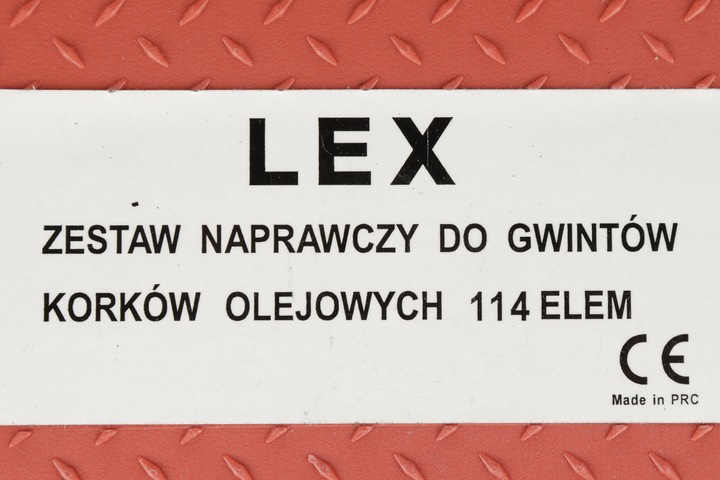 LEX
ZESTAW NAPRAWCZY DO GWINTÓW
KORKÓW OLEJOWYCH 114 ELEM
CE
Made in PRC